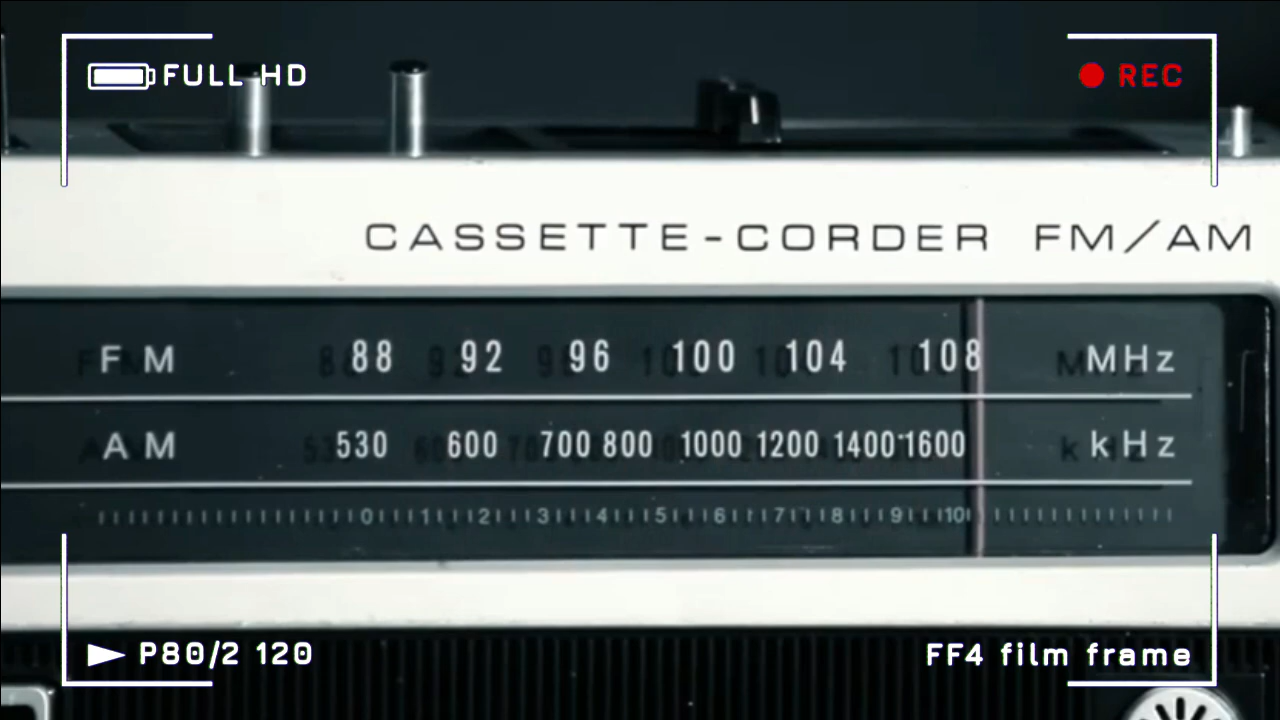 FULL HD
REC
CASSETTE-CORDER FM/AM
FM 88 92 96 100 104 108 MHz
AM 530 600 700 800 1000 1200 1400 1600 kHz
0 1 2 3 4 5 6 7 8 9 10
P80/2 120
FF4 film frame